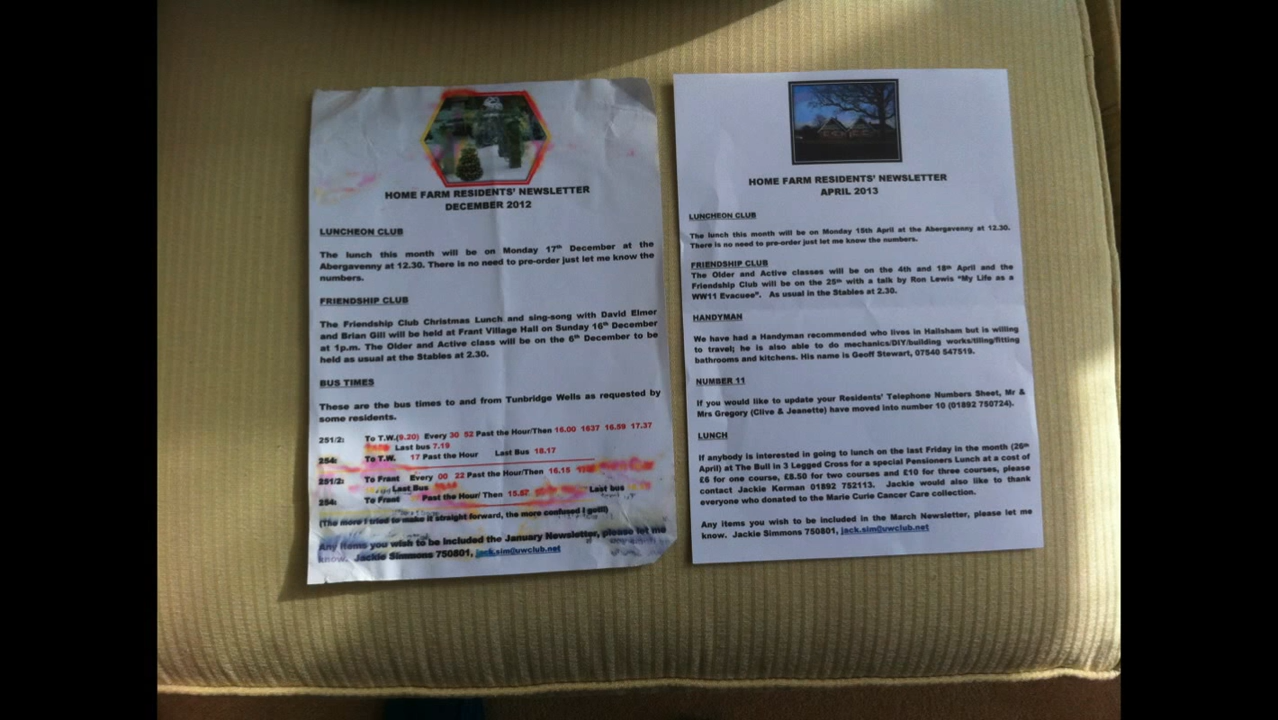 HOME FARM RESIDENTS' NEWSLETTER
DECEMBER 2012
LUNCHEON CLUB
The lunch this month will be on Monday 17th December at the
Abergavenny at 12.30. There is no need to pre-order just let me know the
numbers.
FRIENDSHIP CLUB
The Friendship Club Christmas Lunch and sing-song with David Elmer
and Brian Gill will be held at Frant Village Hall on Sunday 16th December
at 1p.m. The Older and Active class will be on the 6th December to be
held as usual at the Stables at 2.30.
BUS TIMES
These are the bus times to and from Tunbridge Wells as requested by
some residents.
251/2: To T.W.(9.20) Every 30 52 Past the Hour/Then 16.00 1637 16.59 17.37
Last bus 7.19
254: To T.W. 17 Past the Hour Last Bus 18.17
251/2: To Frant Every 00 22 Past the Hour/Then 16.15
Last Bus
254: To Frant Past the Hour/ Then Last bus
(The more I tried to make it straight forward, the more confused I get!!)
Any items you wish to be included the January Newsletter, please let me
know. Jackie Simmons 750801, jack.sim@uwclub.net
HOME FARM RESIDENTS' NEWSLETTER
APRIL 2013
LUNCHEON CLUB
The lunch this month will be on Monday 15th April at the Abergavenny at 12.30.
There is no need to pre-order just let me know the numbers.
FRIENDSHIP CLUB
The Older and Active classes will be on the 4th and 18th April and the
Friendship Club will be on the 25th with a talk by Ron Lewis "My Life as a
WW11 Evacuee". As usual in the Stables at 2.30.
HANDYMAN
We have had a Handyman recommended who lives in Hailsham but is willing
to travel; he is also able to do mechanics/DIY/building works/tiling/fitting
bathrooms and kitchens. His name is Geoff Stewart, 07540 547519.
NUMBER 11
If you would like to update your Residents' Telephone Numbers Sheet, Mr &
Mrs Gregory (Clive & Jeanette) have moved into number 10 (01892 750724).
LUNCH
If anybody is interested in going to lunch on the last Friday in the month (26th
April) at The Bull in 3 Legged Cross for a special Pensioners Lunch at a cost of
£6 for one course, £8.50 for two courses and £10 for three courses, please
contact Jackie Kerman 01892 752113. Jackie would also like to thank
everyone who donated to the Marie Curie Cancer Care collection.
Any items you wish to be included in the March Newsletter, please let me
know. Jackie Simmons 750801, jack.sim@uwclub.net